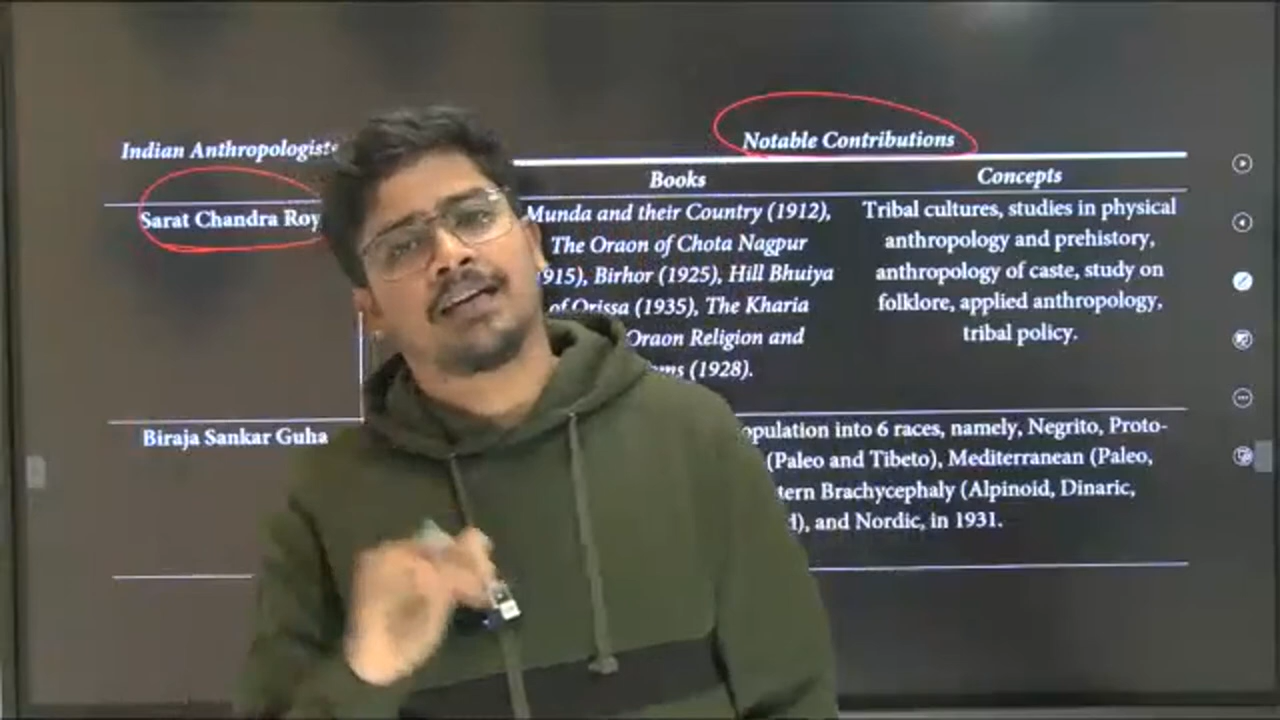 Indian Anthropologists
Notable Contributions
Books
Concepts
Sarat Chandra Roy
Munda and their Country (1912),
The Oraon of Chota Nagpur
915), Birhor (1925), Hill Bhuiya
of Orissa (1935), The Kharia
Oraon Religion and
ms (1928).
Tribal cultures, studies in physical
anthropology and prehistory,
anthropology of caste, study on
folklore, applied anthropology,
tribal policy.
Biraja Sankar Guha
opulation into 6 races, namely, Negrito, Proto-
(Paleo and Tibeto), Mediterranean (Paleo,
tern Brachycephaly (Alpinoid, Dinaric,
), and Nordic, in 1931.